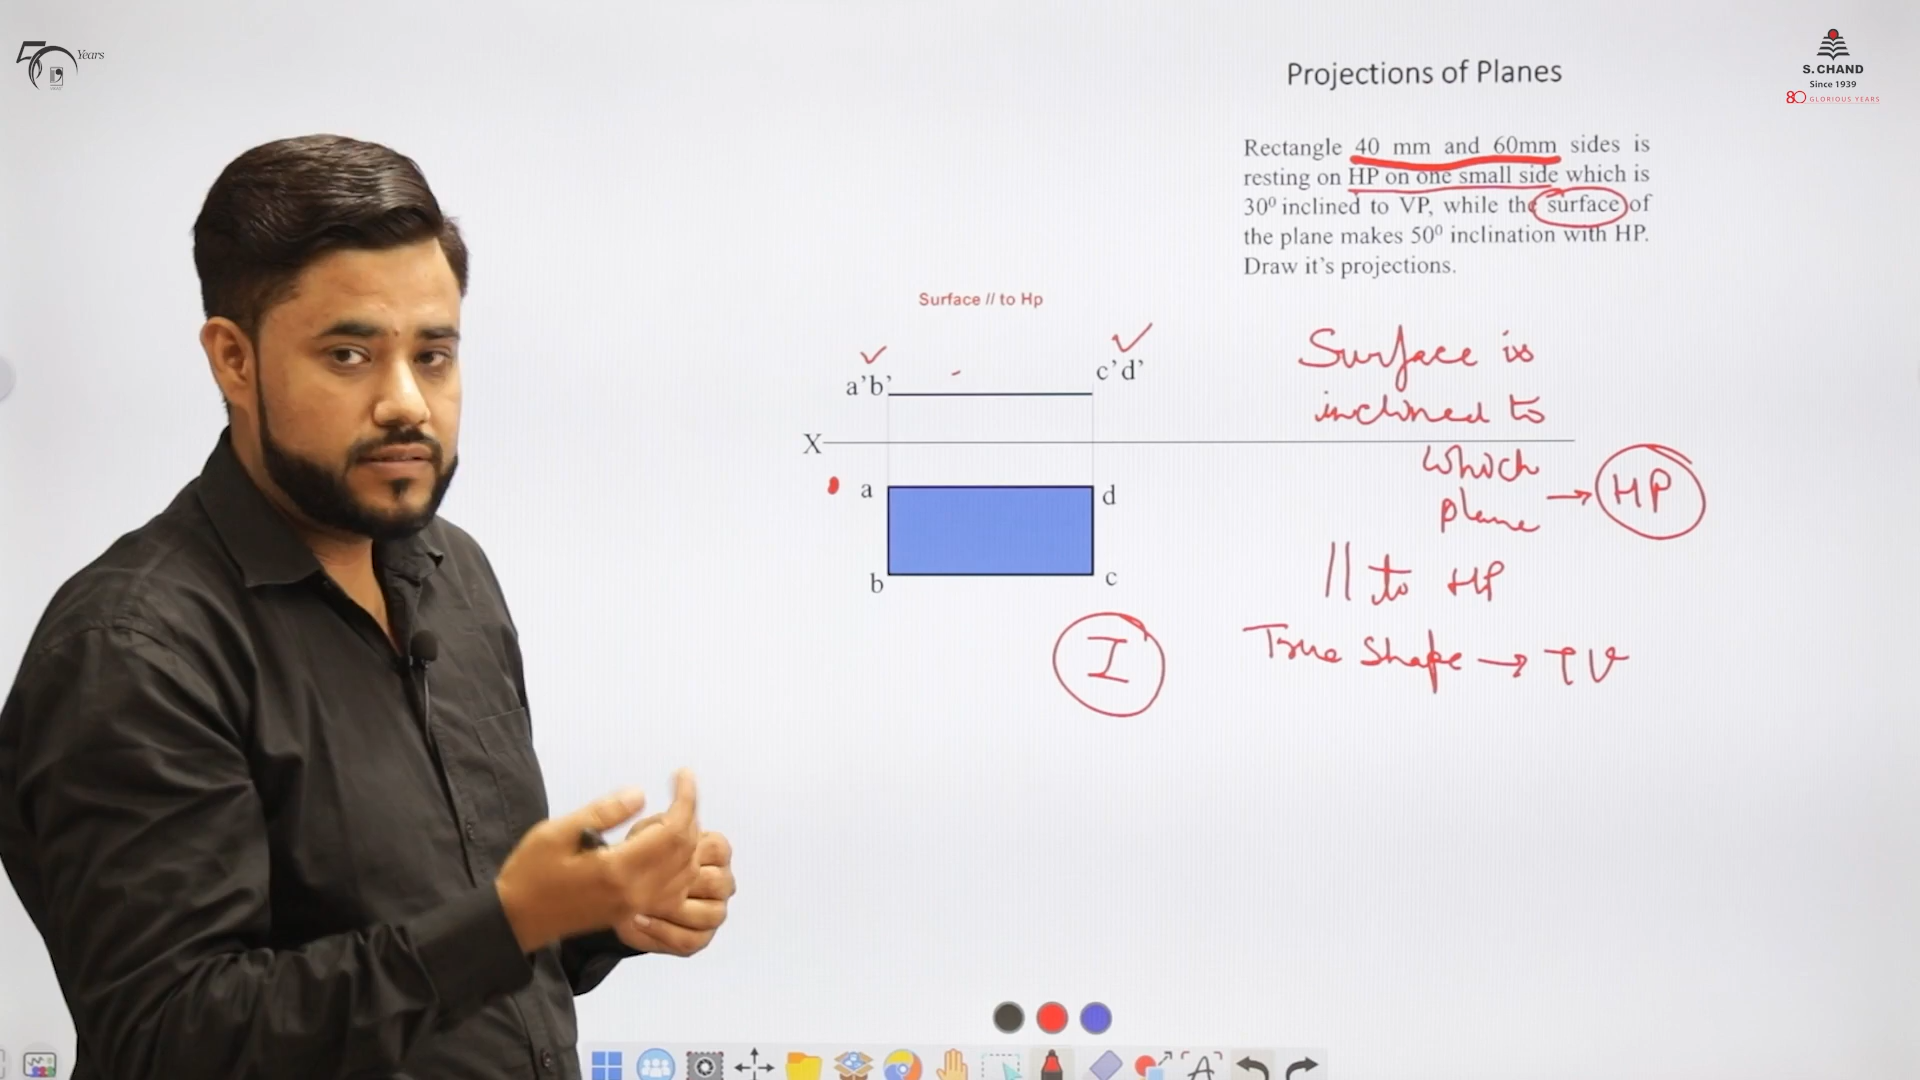 50 Years
S. CHAND
Since 1939
80 GLORIOUS YEARS
Projections of Planes
Rectangle 40 mm and 60mm sides is
resting on HP on one small side which is
30⁰ inclined to VP, while the surface of
the plane makes 50⁰ inclination with HP.
Draw it's projections.
Surface // to Hp
a’b’
c’d’
X
a
d
b
c
I
Surface is
inclined to
which
plane → HP
// to HP
True Shape → TV